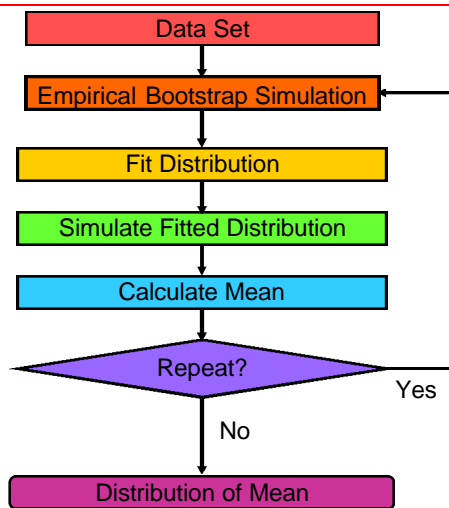 Data Set
Empirical Bootstrap Simulation
Fit Distribution
Simulate Fitted Distribution
Calculate Mean
Repeat?
Yes
No
Distribution of Mean